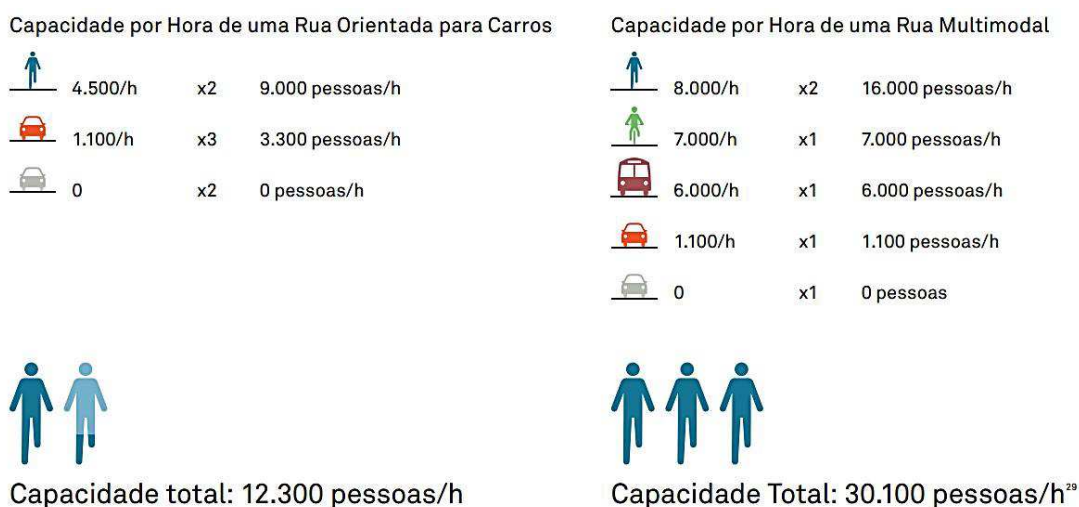 Capacidade por Hora de uma Rua Orientada para Carros
4.500/h x2 9.000 pessoas/h
1.100/h x3 3.300 pessoas/h
0 x2 0 pessoas/h
Capacidade total: 12.300 pessoas/h
Capacidade por Hora de uma Rua Multimodal
8.000/h x2 16.000 pessoas/h
7.000/h x1 7.000 pessoas/h
6.000/h x1 6.000 pessoas/h
1.100/h x1 1.100 pessoas/h
0 x1 0 pessoas
Capacidade Total: 30.100 pessoas/h²⁹